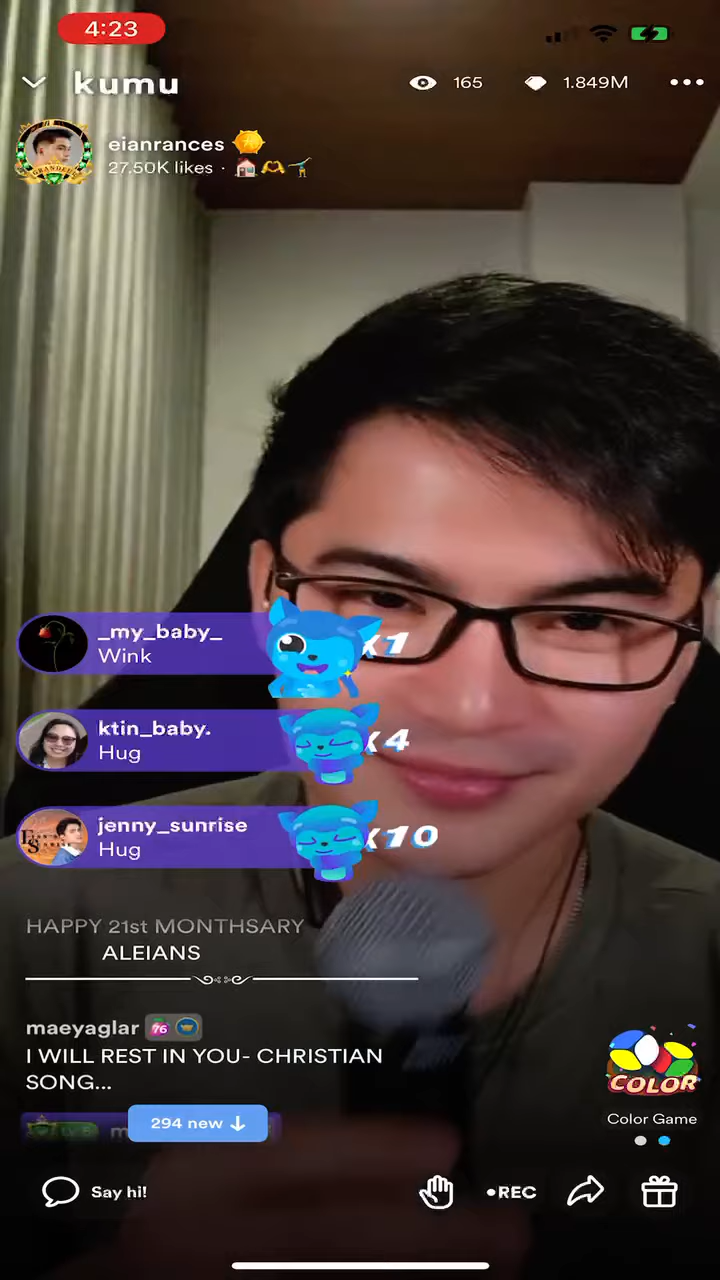 4:23
kumu
165
1.849M
eianrances
27.50K likes ·
GRANDEUR
_my_baby_
Wink
x1
ktin_baby.
Hug
x4
jenny_sunrise
Hug
x10
HAPPY 21st MONTHSARY
ALEIANS
maeyaglar 76
I WILL REST IN YOU- CHRISTIAN
SONG...
294 new
COLOR
Color Game
Say hi!
REC